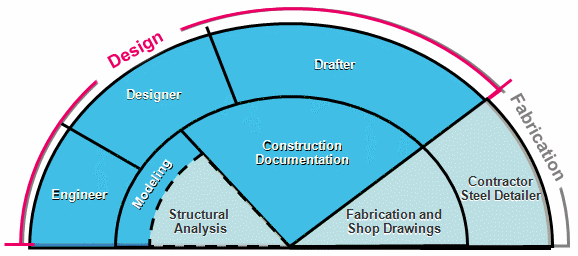 Design
Fabrication
Drafter
Designer
Engineer
Modeling
Construction
Documentation
Structural
Analysis
Fabrication and
Shop Drawings
Contractor
Steel Detailer